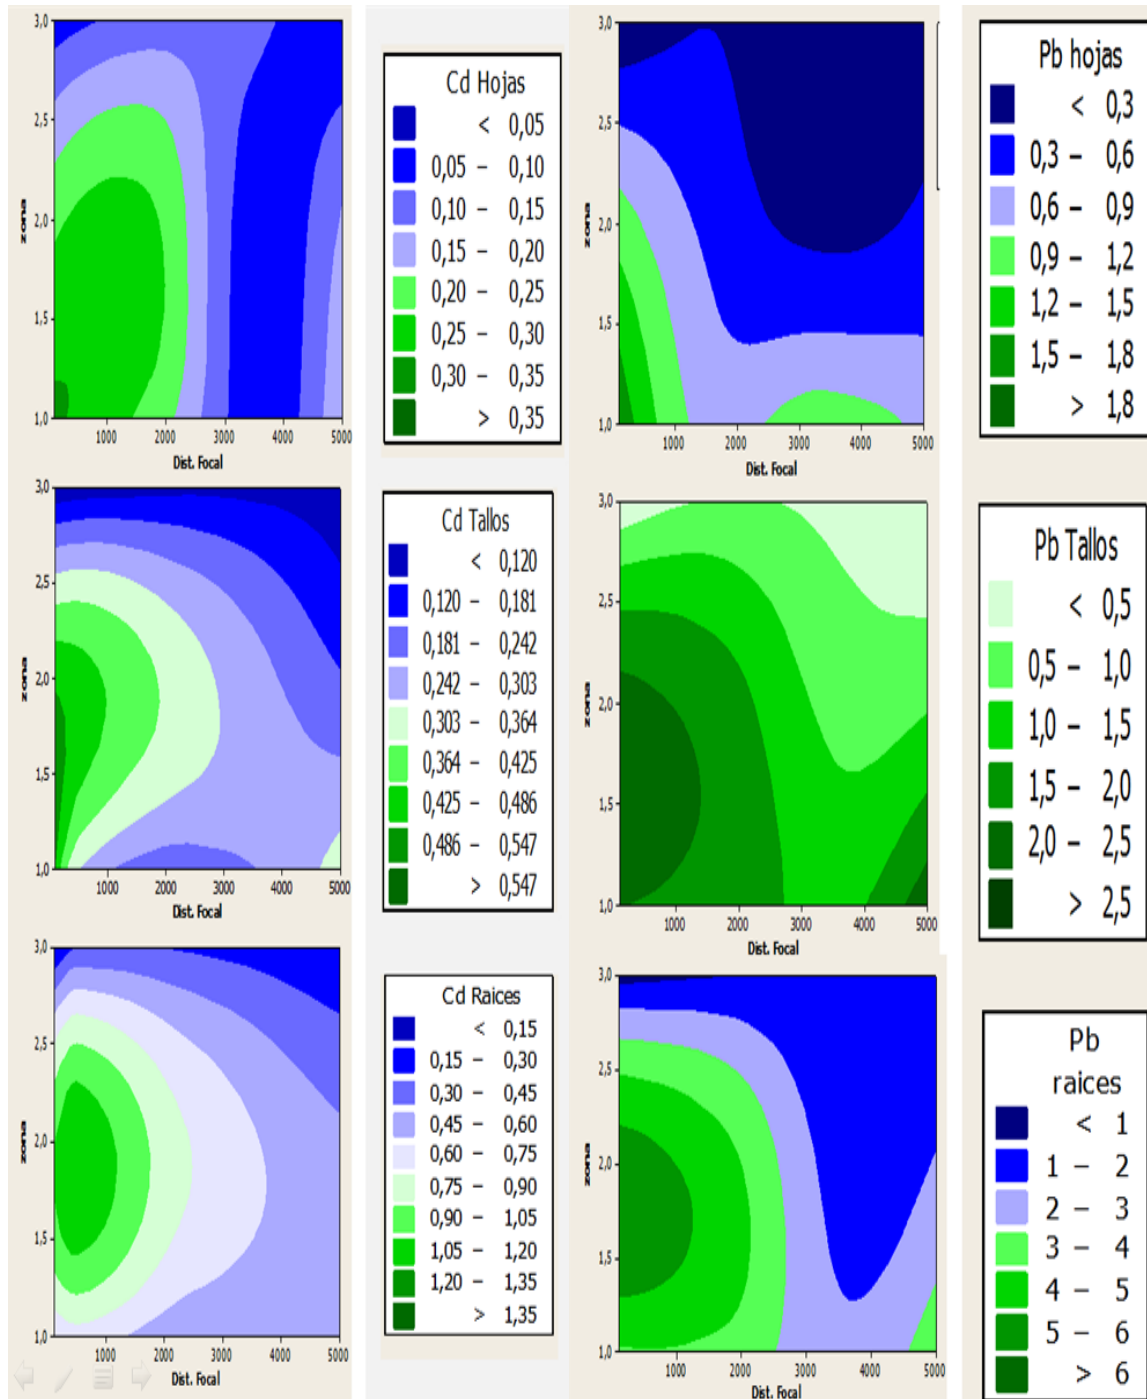 3,0
2,5
2,0
1,5
1,0
zona
1000 2000 3000 4000 5000
Dist. Focal
Cd Hojas
< 0,05
0,05 – 0,10
0,10 – 0,15
0,15 – 0,20
0,20 – 0,25
0,25 – 0,30
0,30 – 0,35
> 0,35
3,0
2,5
2,0
1,5
1,0
zona
1000 2000 3000 4000 5000
Dist. Focal
Pb hojas
< 0,3
0,3 – 0,6
0,6 – 0,9
0,9 – 1,2
1,2 – 1,5
1,5 – 1,8
> 1,8
3,0
2,5
2,0
1,5
1,0
zona
1000 2000 3000 4000 5000
Dist. Focal
Cd Tallos
< 0,120
0,120 – 0,181
0,181 – 0,242
0,242 – 0,303
0,303 – 0,364
0,364 – 0,425
0,425 – 0,486
0,486 – 0,547
> 0,547
3,0
2,5
2,0
1,5
1,0
zona
1000 2000 3000 4000 5000
Dist. Focal
Pb Tallos
< 0,5
0,5 – 1,0
1,0 – 1,5
1,5 – 2,0
2,0 – 2,5
> 2,5
3,0
2,5
2,0
1,5
1,0
zona
1000 2000 3000 4000 5000
Dist. Focal
Cd Raices
< 0,15
0,15 – 0,30
0,30 – 0,45
0,45 – 0,60
0,60 – 0,75
0,75 – 0,90
0,90 – 1,05
1,05 – 1,20
1,20 – 1,35
> 1,35
3,0
2,5
2,0
1,5
1,0
zona
1000 2000 3000 4000 5000
Dist. Focal
Pb
raices
< 1
1 – 2
2 – 3
3 – 4
4 – 5
5 – 6
> 6